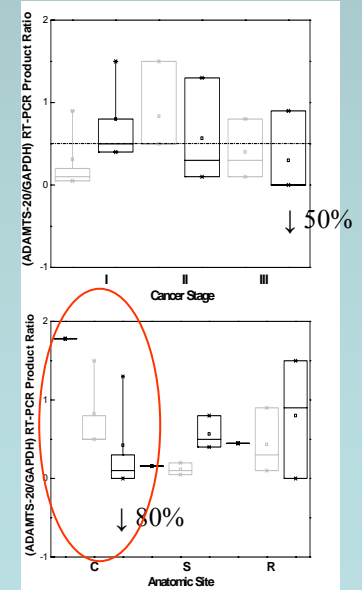 (ADAMTS-20/GAPDH) RT-PCR Product Ratio
2
1
0
-1
↓ 50%
I II III
Cancer Stage
(ADAMTS-20/GAPDH) RT-PCR Product Ratio
2
1
0
-1
↓ 80%
C S R
Anatomic Site